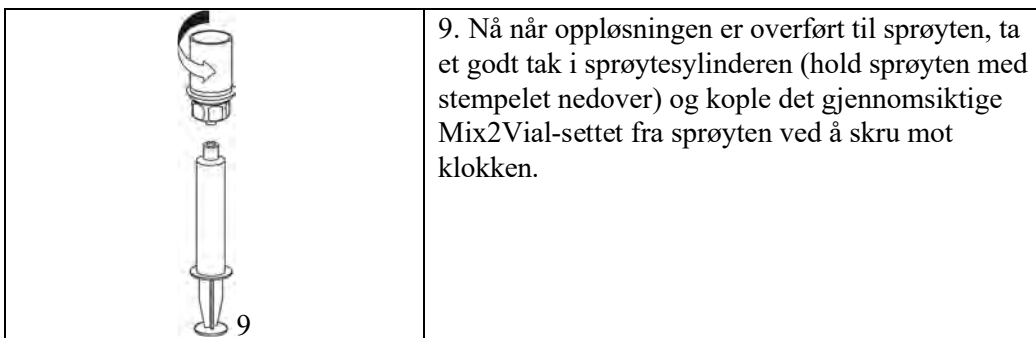 9
9. Nå når oppløsningen er overført til sprøyten, ta
et godt tak i sprøytesylinderen (hold sprøyten med
stempelet nedover) og kople det gjennomsiktige
Mix2Vial-settet fra sprøyten ved å skru mot
klokken.